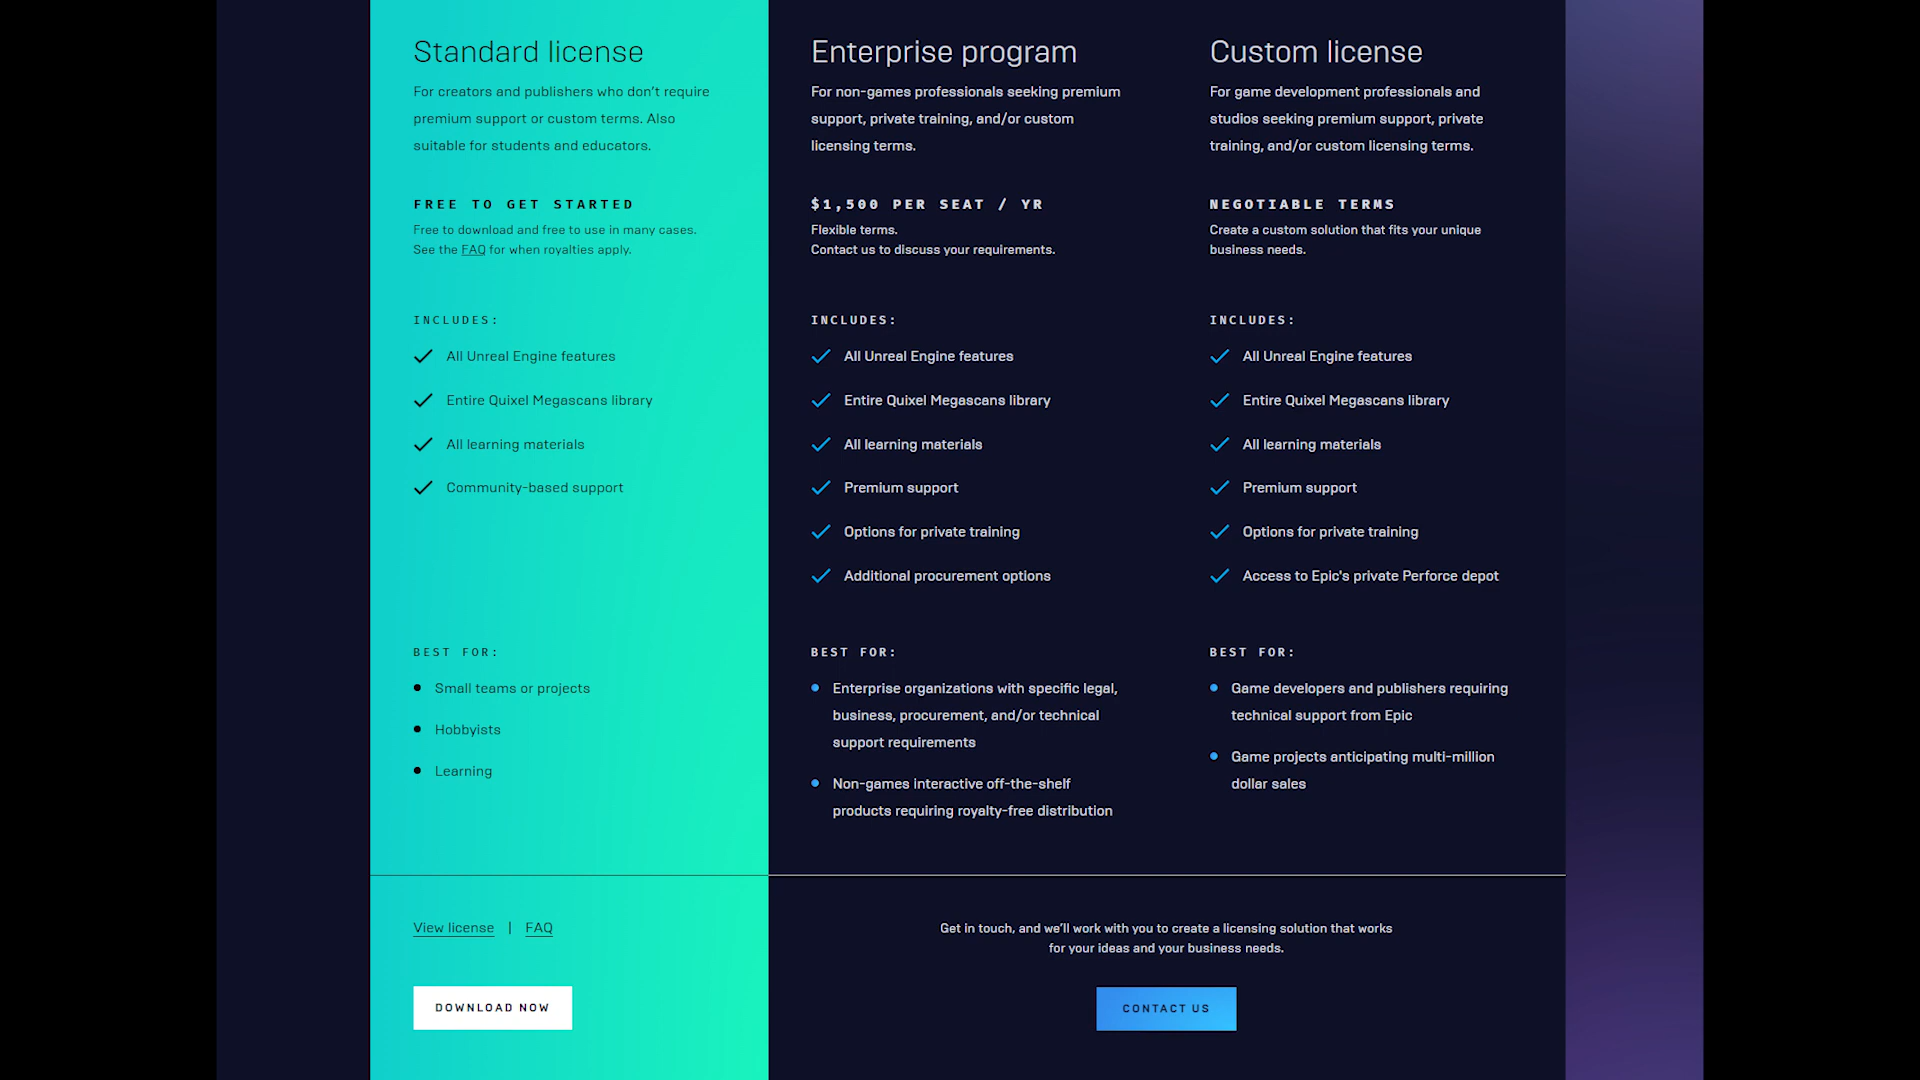 Standard license
For creators and publishers who don't require
premium support or custom terms. Also
suitable for students and educators.
FREE TO GET STARTED
Free to download and free to use in many cases.
See the FAQ for when royalties apply.
INCLUDES:
All Unreal Engine features
Entire Quixel Megascans library
All learning materials
Community-based support
BEST FOR:
Small teams or projects
Hobbyists
Learning
View license | FAQ
DOWNLOAD NOW
Enterprise program
For non-games professionals seeking premium
support, private training, and/or custom
licensing terms.
$1,500 PER SEAT / YR
Flexible terms.
Contact us to discuss your requirements.
INCLUDES:
All Unreal Engine features
Entire Quixel Megascans library
All learning materials
Premium support
Options for private training
Additional procurement options
BEST FOR:
Enterprise organizations with specific legal,
business, procurement, and/or technical
support requirements
Non-games interactive off-the-shelf
products requiring royalty-free distribution
Custom license
For game development professionals and
studios seeking premium support, private
training, and/or custom licensing terms.
NEGOTIABLE TERMS
Create a custom solution that fits your unique
business needs.
INCLUDES:
All Unreal Engine features
Entire Quixel Megascans library
All learning materials
Premium support
Options for private training
Access to Epic's private Perforce depot
BEST FOR:
Game developers and publishers requiring
technical support from Epic
Game projects anticipating multi-million
dollar sales
Get in touch, and we'll work with you to create a licensing solution that works
for your ideas and your business needs.
CONTACT US